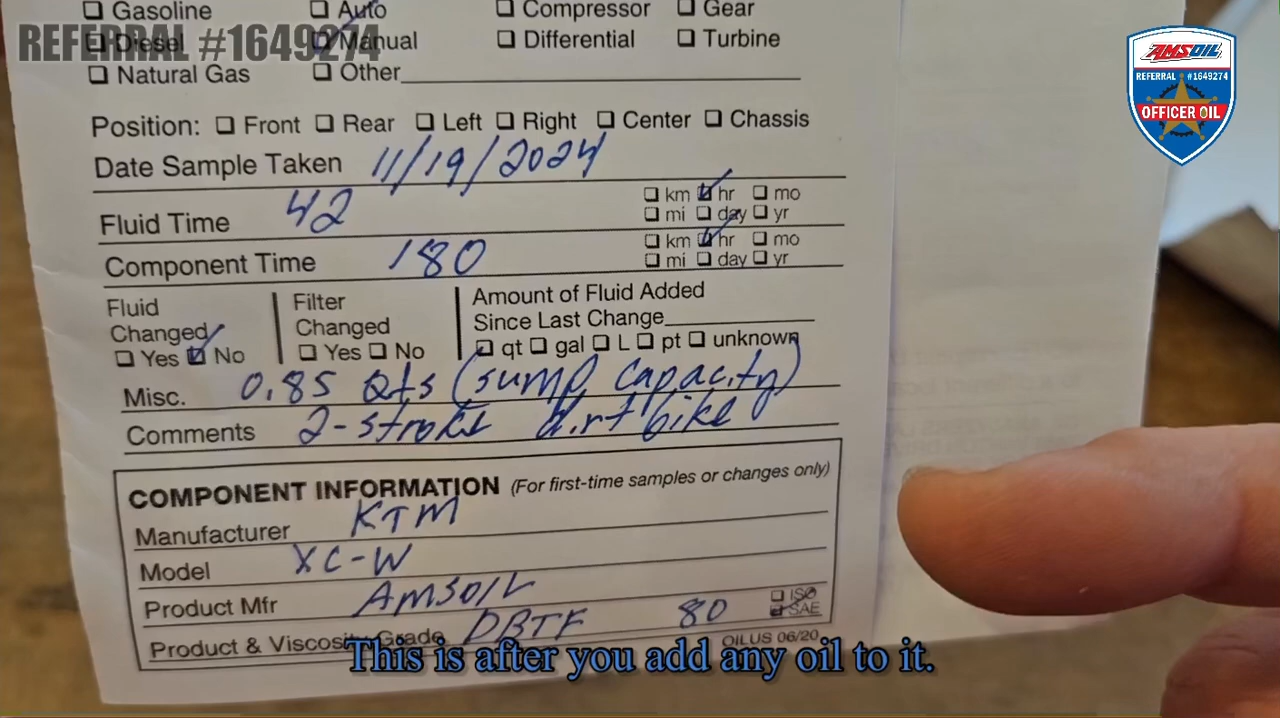 ☐ Gasoline ☐ Auto ☐ Compressor ☐ Gear
REFERRAL #1649274
☐ Diesel ☑ Manual ☐ Differential ☐ Turbine
☐ Natural Gas ☐ Other
AMSOIL
REFERRAL #1649274
OFFICER OIL
Position: ☐ Front ☐ Rear ☐ Left ☐ Right ☐ Center ☐ Chassis
Date Sample Taken 11/19/2024
Fluid Time 42 ☐ km ☑ hr ☐ mo
☐ mi ☐ day ☐ yr
Component Time 180 ☐ km ☑ hr ☐ mo
☐ mi ☐ day ☐ yr
Fluid Changed ☐ Yes ☑ No
Filter Changed ☐ Yes ☐ No
Amount of Fluid Added
Since Last Change
☐ qt ☐ gal ☐ L ☐ pt ☐ unknown
Misc. 0.85 Qts (sump capacity)
Comments 2-stroke dirt bike
COMPONENT INFORMATION (For first-time samples or changes only)
Manufacturer KTM
Model XC-W
Product Mfr AMSOIL
Product & Viscosity Grade DBTF 80 ☐ ISO ☑ SAE
OILUS 06/20
This is after you add any oil to it.